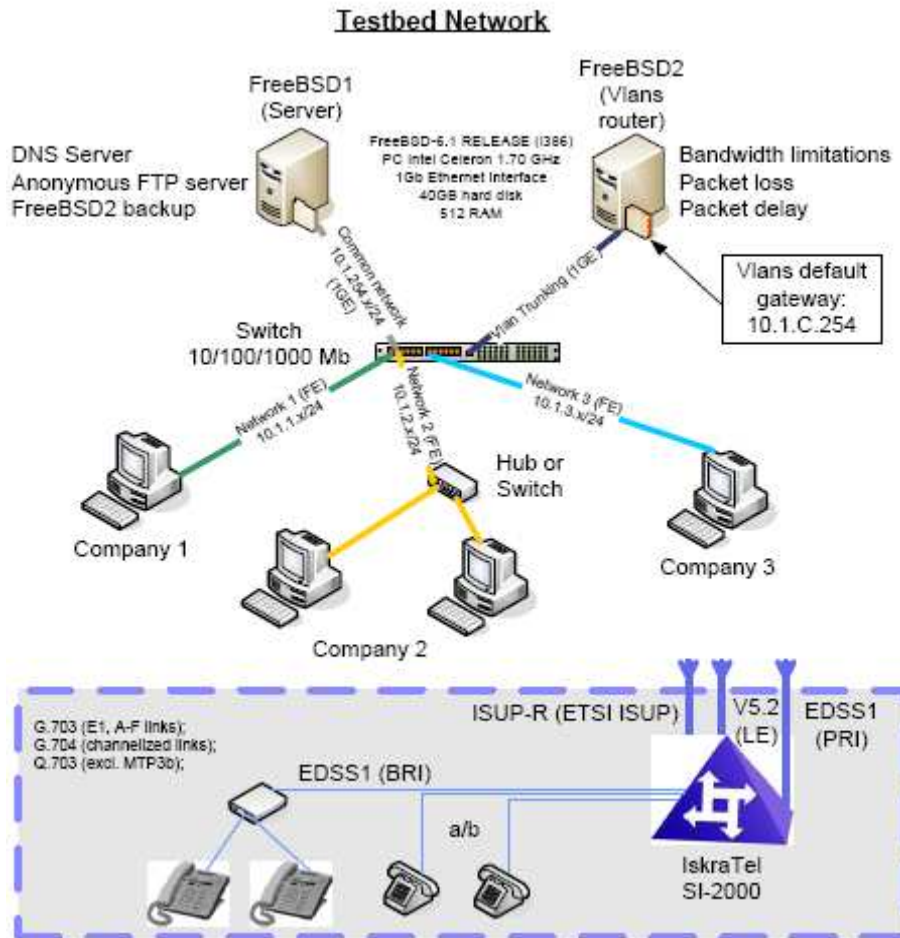 Testbed Network
FreeBSD1
(Server)
FreeBSD2
(Vlans
router)
DNS Server
Anonymous FTP server
FreeBSD2 backup
FreeBSD-6.1 RELEASE (I386)
PC Intel Celeron 1.70 GHz
1Gb Ethernet Interface
40GB hard disk
512 RAM
Bandwidth limitations
Packet loss
Packet delay
Vlans default
gateway:
10.1.C.254
Common network
10.1.254.x/24
(1GE)
Vlan Trunking (1GE)
Switch
10/100/1000 Mb
Network 1 (FE)
10.1.1.x/24
Network 2 (FE)
10.1.2.x/24
Network 3 (FE)
10.1.3.x/24
Hub or
Switch
Company 1
Company 2
Company 3
ISUP-R (ETSI ISUP)
V5.2
(LE)
EDSS1
(PRI)
G.703 (E1, A-F links);
G.704 (channelized links);
Q.703 (excl. MTP3b);
EDSS1 (BRI)
a/b
IskraTel
SI-2000